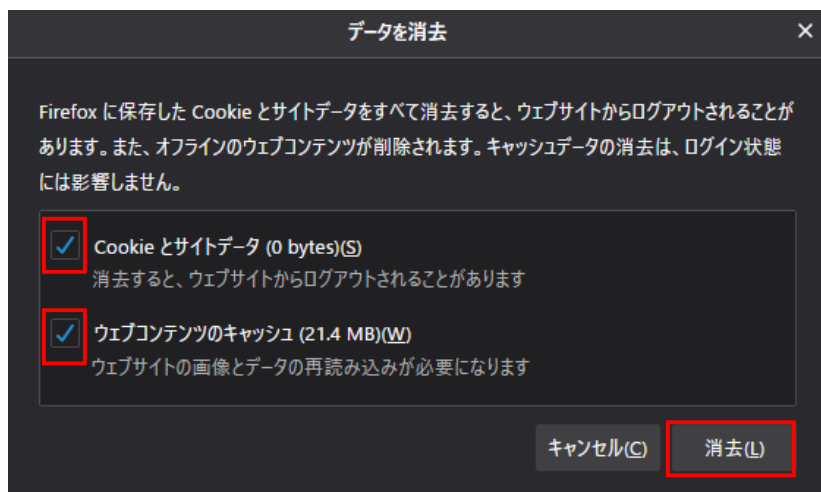 データを消去
Firefox に保存した Cookie とサイトデータをすべて消去すると、ウェブサイトからログアウトされることが
あります。また、オフラインのウェブコンテンツが削除されます。キャッシュデータの消去は、ログイン状態
には影響しません。
Cookie とサイトデータ (0 bytes)(S)
消去すると、ウェブサイトからログアウトされることがあります
ウェブコンテンツのキャッシュ (21.4 MB)(W)
ウェブサイトの画像とデータの再読み込みが必要になります
キャンセル(C) 消去(L)